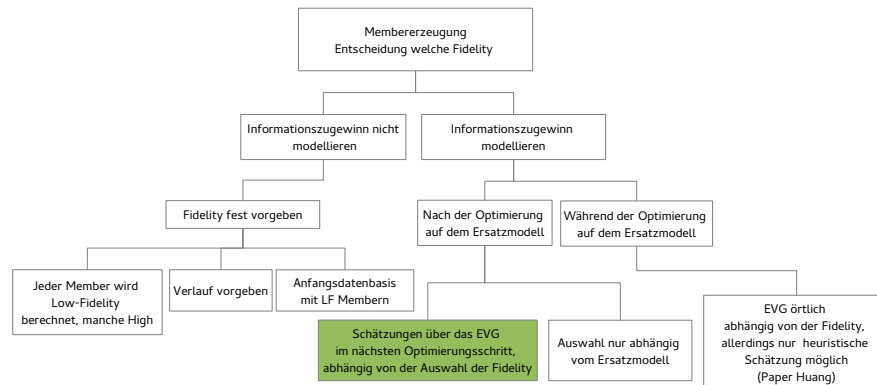 Membererzeugung
Entscheidung welche Fidelity
Informationszugewinn nicht
modellieren
Informationszugewinn
modellieren
Fidelity fest vorgeben
Nach der Optimierung
auf dem Ersatzmodell
Während der Optimierung
auf dem Ersatzmodell
Jeder Member wird
Low-Fidelity
berechnet, manche High
Verlauf vorgeben
Anfangsdatenbasis
mit LF Membern
Schätzungen über das EVG
im nächsten Optimierungsschritt,
abhängig von der Auswahl der Fidelity
Auswahl nur abhängig
vom Ersatzmodell
EVG örtlich
abhängig von der Fidelity,
allerdings nur heuristische
Schätzung möglich
(Paper Huang)